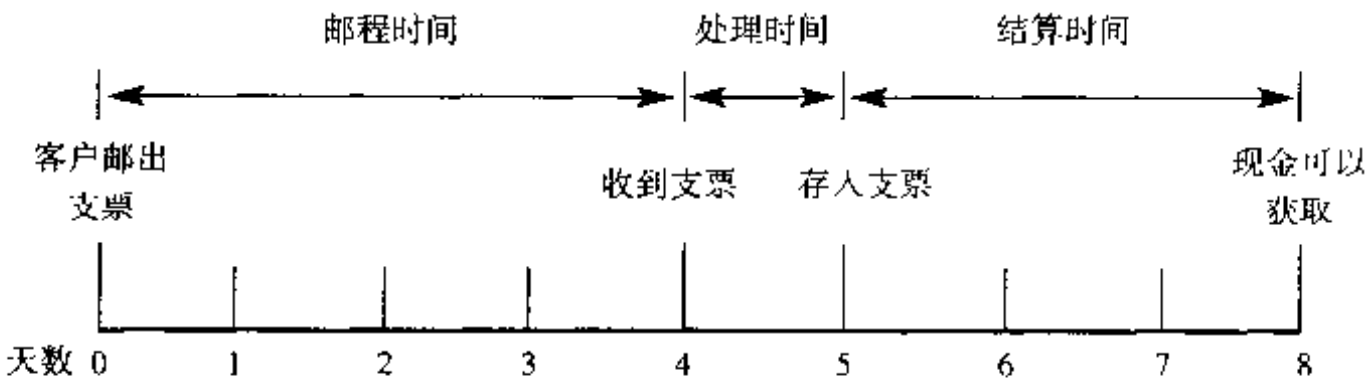 邮程时间 处理时间 结算时间
客户邮出
支票
收到支票 存入支票
现金可以
获取
天数 0 1 2 3 4 5 6 7 8